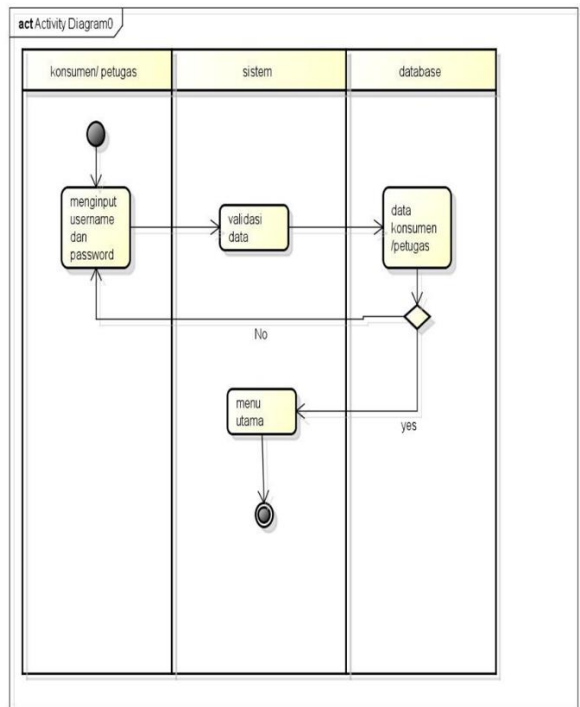 act Activity Diagram0
konsumen/ petugas
sistem
database
menginput
username
dan
password
validasi
data
data
konsumen
/petugas
No
menu
utama
yes